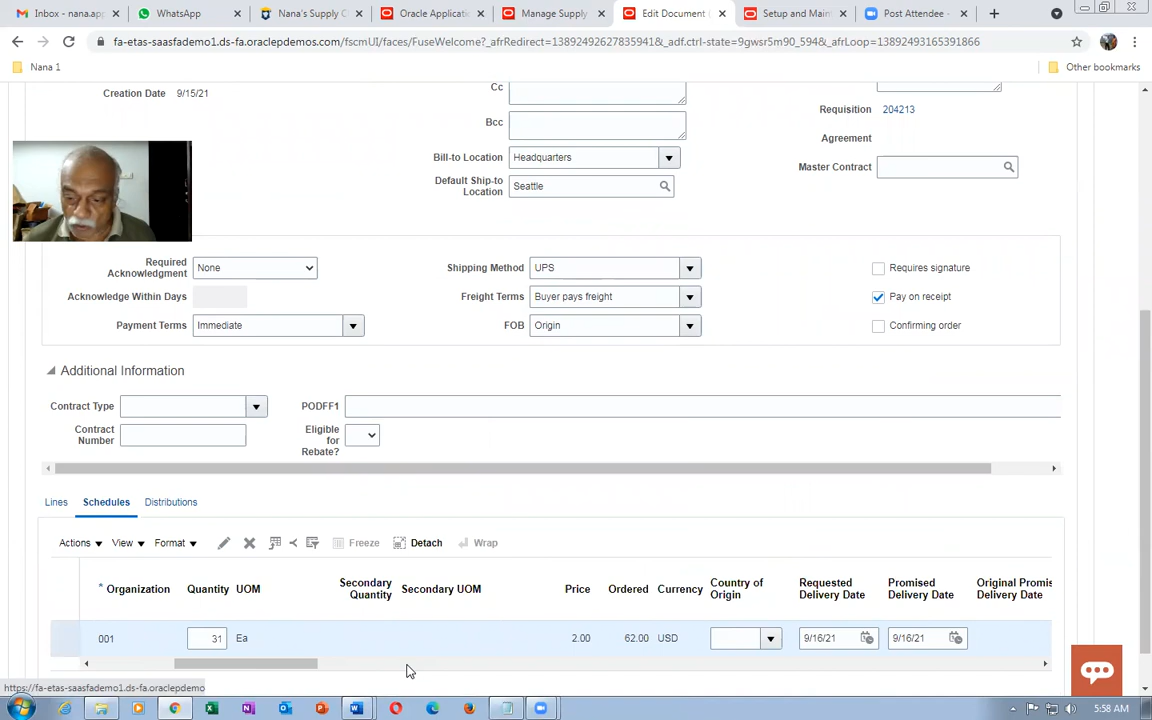 Inbox - nana.ap WhatsApp Nana's Supply C Oracle Applicatio Manage Supply Edit Document ( Setup and Main Post Attendee -
fa-etas-saasfademo1.ds-fa.oraclepdemos.com/fscmUI/faces/FuseWelcome?_afrRedirect=13892492627835941&_adf.ctrl-state=9gwsr5m90_594&_afrLoop=13892493165391866
Nana 1 Other bookmarks
Creation Date 9/15/21
Cc
Bcc
Bill-to Location Headquarters
Default Ship-to
Location
Seattle
Requisition 204213
Agreement
Master Contract
Required
Acknowledgment
None
Acknowledge Within Days
Payment Terms Immediate
Shipping Method UPS
Freight Terms Buyer pays freight
FOB Origin
Requires signature
Pay on receipt
Confirming order
Additional Information
Contract Type
Contract
Number
PODFF1
Eligible
for
Rebate?
Lines Schedules Distributions
Actions View Format Freeze Detach Wrap
* Organization Quantity UOM Secondary
Quantity Secondary UOM Price Ordered Currency Country of
Origin Requested
Delivery Date Promised
Delivery Date Original Promis
Delivery Date
001 31 Ea 2.00 62.00 USD 9/16/21 9/16/21
https://fa-etas-saasfademo1.ds-fa.oraclepdemo
5:58 AM